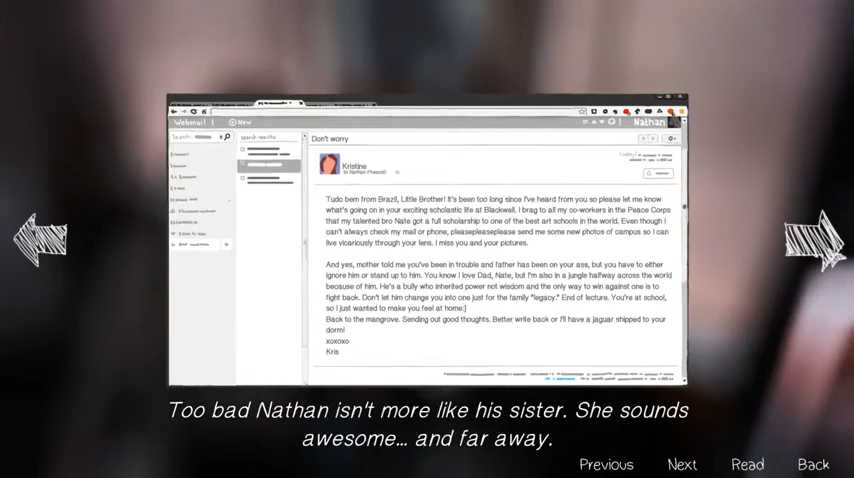 Webmail
New
Nathan
Search:
search results
Don't worry
Kristine
to Nathan Prescott
Tudo bem from Brazil, Little Brother! It's been too long since I've heard from you so please let me know
what's going on in your exciting scholastic life at Blackwell. I brag to all my co-workers in the Peace Corps
that my talented bro Nate got a full scholarship to one of the best art schools in the world. Even though I
can't always check my mail or phone, pleasepleaseplease send me some new photos of campus so I can
live vicariously through your lens. I miss you and your pictures.
And yes, mother told me you've been in trouble and father has been on your ass, but you have to either
ignore him or stand up to him. You know I love Dad, Nate, but I'm also in a jungle halfway across the world
because of him. He's a bully who inherited power not wisdom and the only way to win against one is to
fight back. Don't let him change you into one just for the family "legacy." End of lecture. You're at school,
so I just wanted to make you feel at home:]
Back to the mangrove. Sending out good thoughts. Better write back or I'll have a jaguar shipped to your
dorm!
xoxoxo
Kris
Too bad Nathan isn't more like his sister. She sounds
awesome... and far away.
Previous Next Read Back